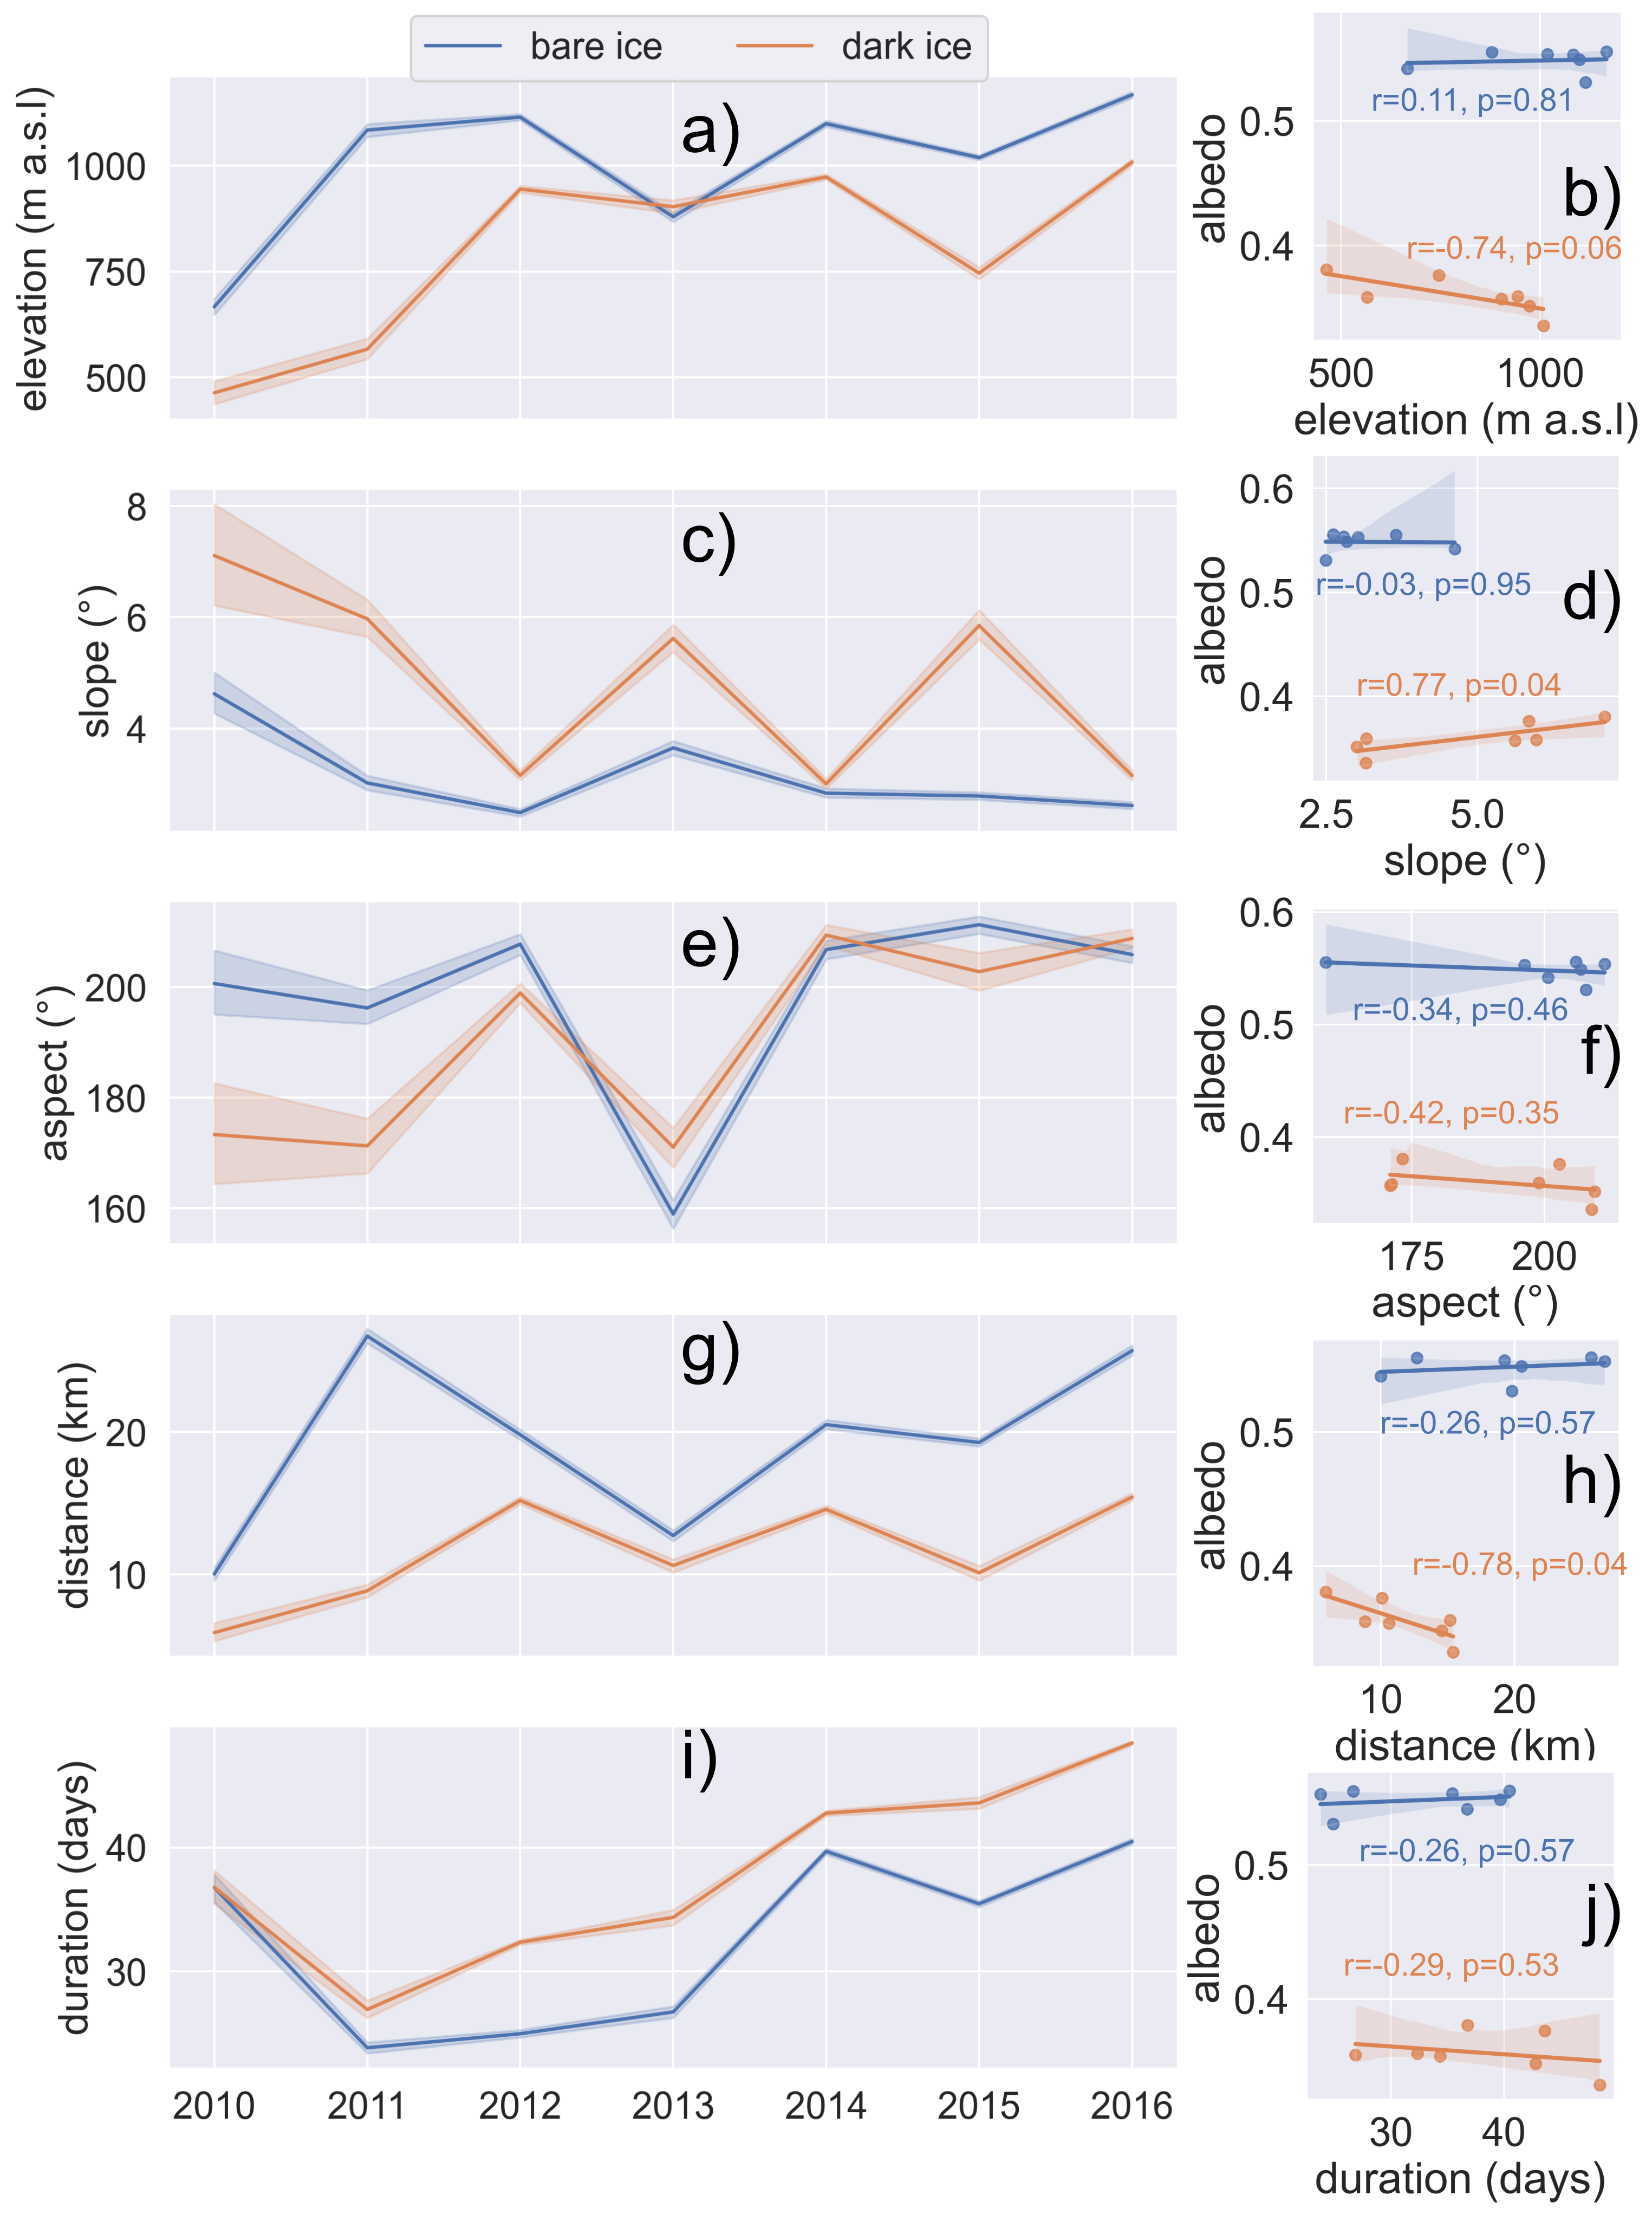 bare ice dark ice
elevation (m a.s.l)
1000
750
500
a)
albedo
0.5
0.4
r=0.11, p=0.81
b)
r=-0.74, p=0.06
500 1000
elevation (m a.s.l)
slope (°)
8
6
4
c)
albedo
0.6
0.5
0.4
r=-0.03, p=0.95
d)
r=0.77, p=0.04
2.5 5.0
slope (°)
aspect (°)
200
180
160
e)
albedo
0.6
0.5
0.4
r=-0.34, p=0.46
f)
r=-0.42, p=0.35
175 200
aspect (°)
distance (km)
20
10
g)
albedo
0.5
0.4
r=-0.26, p=0.57
h)
r=-0.78, p=0.04
10 20
distance (km)
duration (days)
40
30
i)
2010 2011 2012 2013 2014 2015 2016
albedo
0.5
0.4
r=-0.26, p=0.57
j)
r=-0.29, p=0.53
30 40
duration (days)